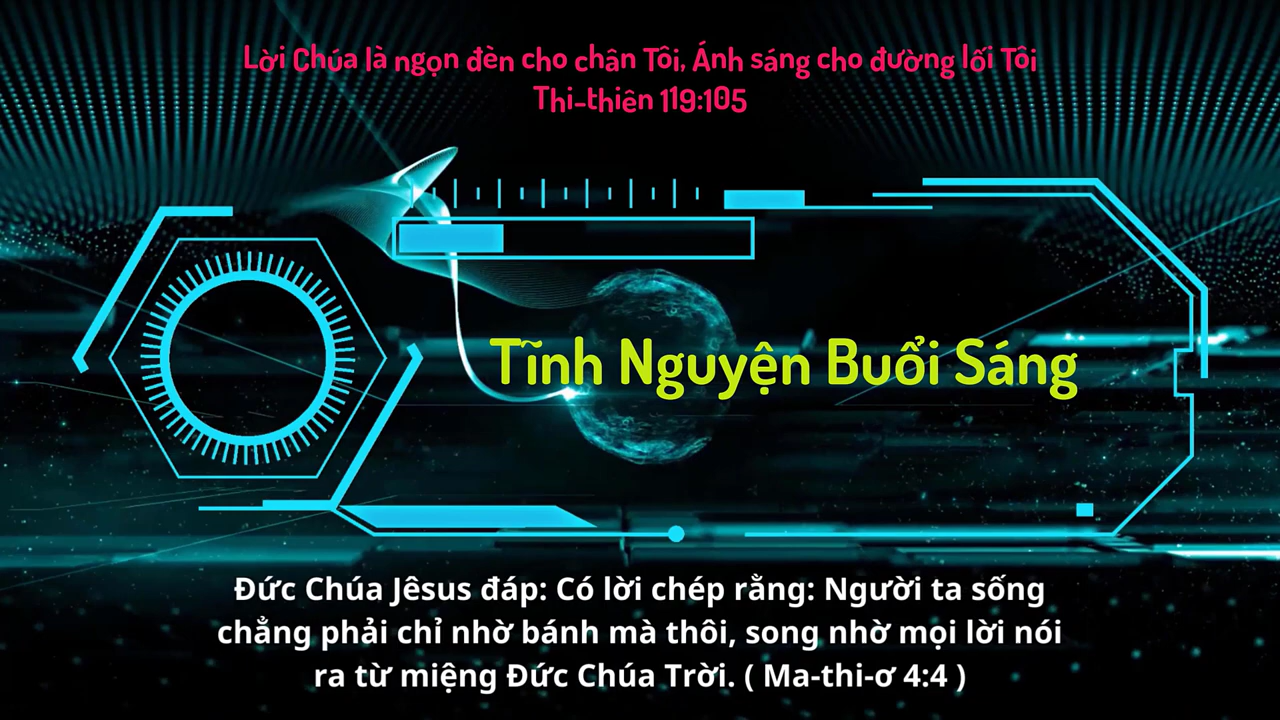 Lời Chúa là ngọn đèn cho chân Tôi, Ánh sáng cho đường lối Tôi
Thi-thiên 119:105
Tĩnh Nguyện Buổi Sáng
Đức Chúa Jêsus đáp: Có lời chép rằng: Người ta sống
chẳng phải chỉ nhờ bánh mà thôi, song nhờ mọi lời nói
ra từ miệng Đức Chúa Trời. ( Ma-thi-ơ 4:4 )